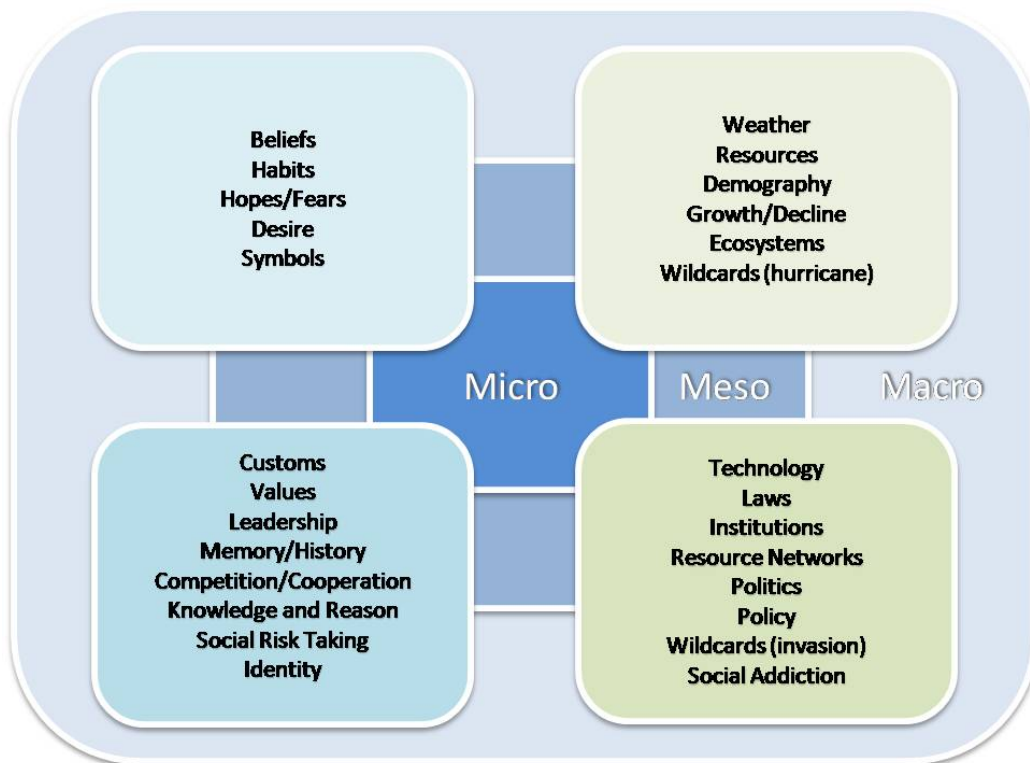 Beliefs
Habits
Hopes/Fears
Desire
Symbols
Weather
Resources
Demography
Growth/Decline
Ecosystems
Wildcards (hurricane)
Micro
Meso
Macro
Customs
Values
Leadership
Memory/History
Competition/Cooperation
Knowledge and Reason
Social Risk Taking
Identity
Technology
Laws
Institutions
Resource Networks
Politics
Policy
Wildcards (invasion)
Social Addiction